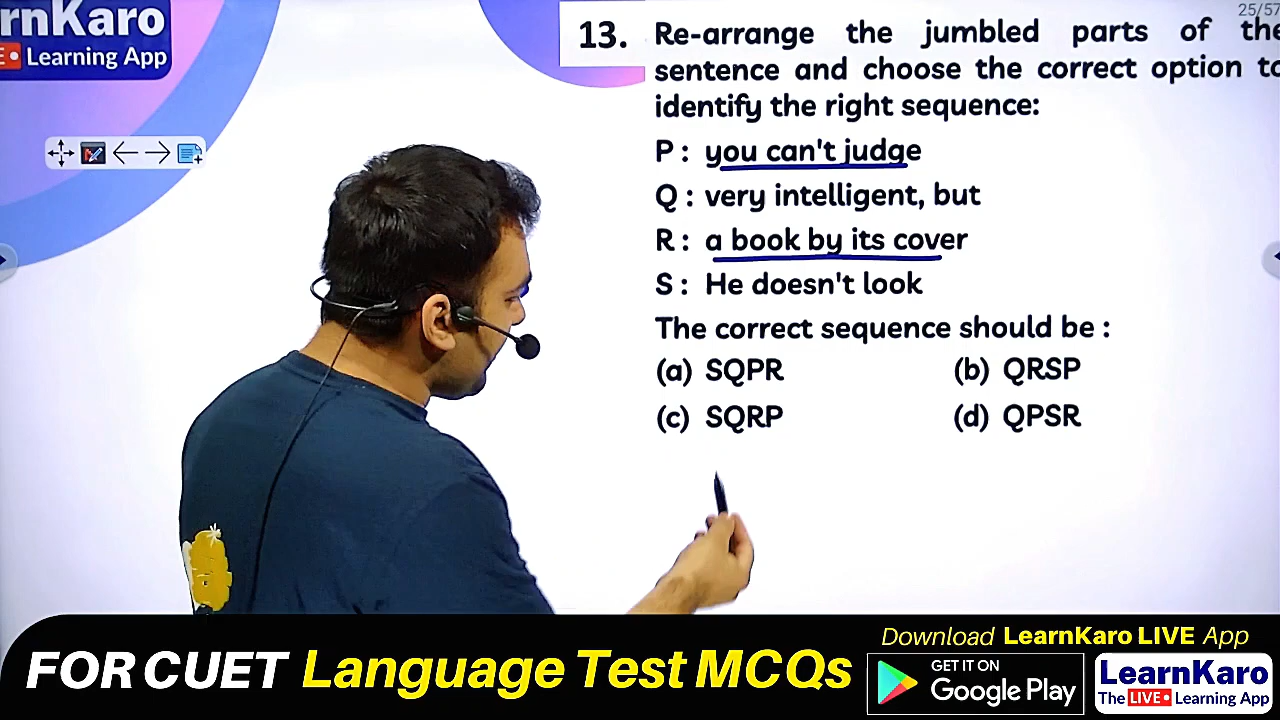 rnKaro
E• Learning App
25/57
13. Re-arrange the jumbled parts of the
sentence and choose the correct option to
identify the right sequence:
P : you can't judge
Q : very intelligent, but
R : a book by its cover
S : He doesn't look
The correct sequence should be :
(a) SQPR (b) QRSP
(c) SQRP (d) QPSR
FOR CUET Language Test MCQs
Download LearnKaro LIVE App
GET IT ON
Google Play
LearnKaro
The LIVE• Learning App